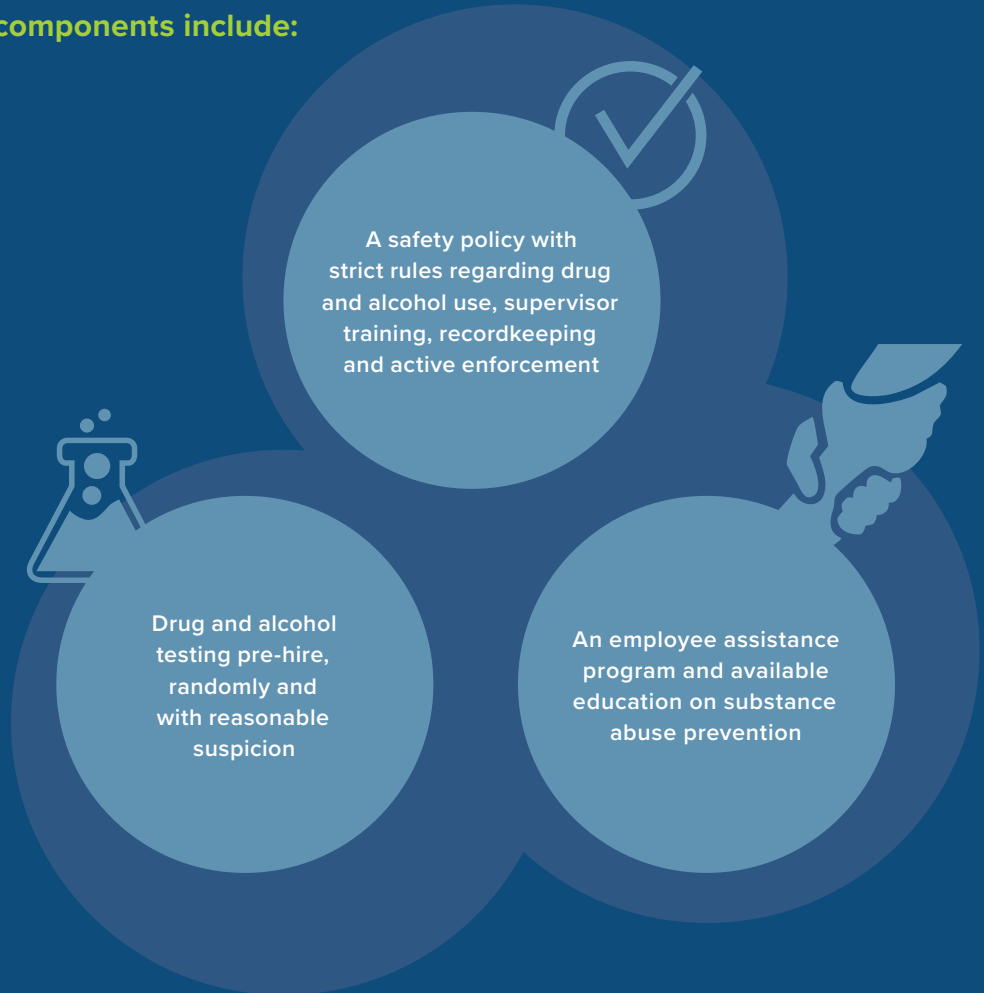 components include:
A safety policy with
strict rules regarding drug
and alcohol use, supervisor
training, recordkeeping
and active enforcement
Drug and alcohol
testing pre-hire,
randomly and
with reasonable
suspicion
An employee assistance
program and available
education on substance
abuse prevention